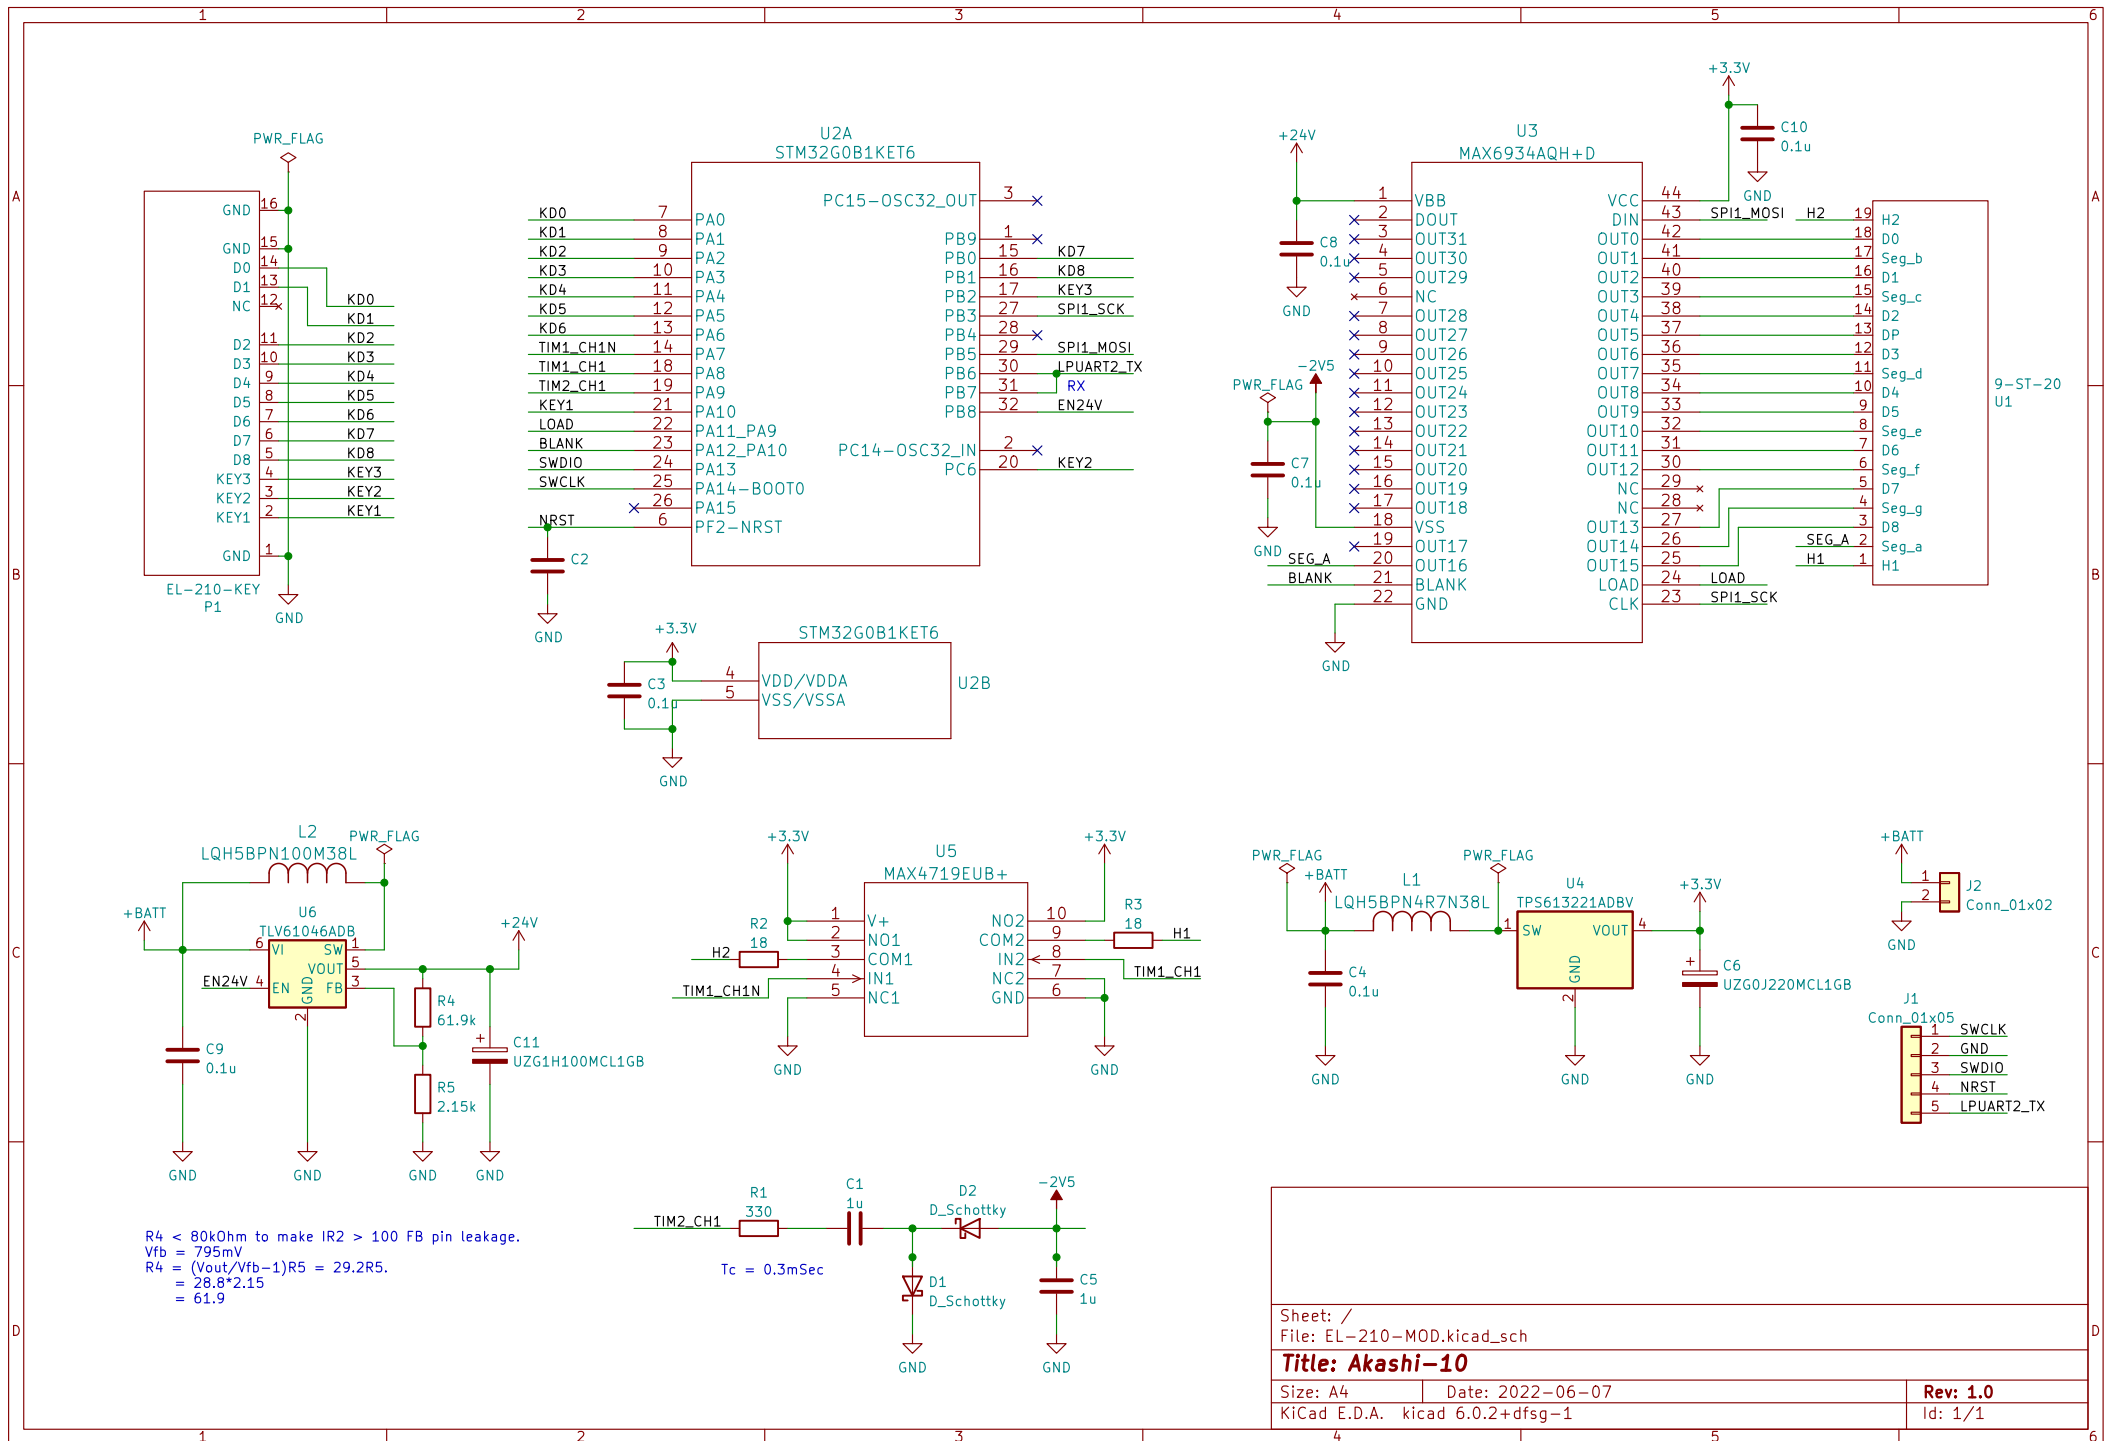 1 2 3 4 5 6
A
B
C
D
PWR_FLAG
GND 16
GND 15
D0 14
D1 13
NC 12
D2 11
D3 10
D4 9
D5 8
D6 7
D7 6
D8 5
KEY3 4
KEY2 3
KEY1 2
GND 1
KD0
KD1
KD2
KD3
KD4
KD5
KD6
KD7
KD8
KEY3
KEY2
KEY1
EL-210-KEY
P1
GND
U2A
STM32G0B1KET6
KD0 7 PA0
KD1 8 PA1
KD2 9 PA2
KD3 10 PA3
KD4 11 PA4
KD5 12 PA5
KD6 13 PA6
TIM1_CH1N 14 PA7
TIM1_CH1 18 PA8
TIM2_CH1 19 PA9
KEY1 21 PA10
LOAD 22 PA11_PA9
BLANK 23 PA12_PA10
SWDIO 24 PA13
SWCLK 25 PA14-BOOT0
26 PA15
NRST 6 PF2-NRST
PC15-OSC32_OUT 3
PB9 1
PB0 15 KD7
PB1 16 KD8
PB2 17 KEY3
PB3 27 SPI1_SCK
PB4 28
PB5 29 SPI1_MOSI
PB6 30 LPUART2_TX
PB7 31 RX
PB8 32 EN24V
PC14-OSC32_IN 2
PC6 20 KEY2
C2
GND
+3.3V
STM32G0B1KET6
C3
0.1u
4 VDD/VDDA
5 VSS/VSSA
U2B
GND
+24V
C8
0.1u
GND
-2V5
PWR_FLAG
C7
0.1u
GND
SEG_A
BLANK
GND
U3
MAX6934AQH+D
1 VBB
2 DOUT
3 OUT31
4 OUT30
5 OUT29
6 NC
7 OUT28
8 OUT27
9 OUT26
10 OUT25
11 OUT24
12 OUT23
13 OUT22
14 OUT21
15 OUT20
16 OUT19
17 OUT18
18 VSS
19 OUT17
20 OUT16
21 BLANK
22 GND
VCC 44
DIN 43 SPI1_MOSI
OUT0 42
OUT1 41
OUT2 40
OUT3 39
OUT4 38
OUT5 37
OUT6 36
OUT7 35
OUT8 34
OUT9 33
OUT10 32
OUT11 31
OUT12 30
NC 29
NC 28
OUT13 27
OUT14 26
OUT15 25
LOAD 24 LOAD
CLK 23 SPI1_SCK
+3.3V
C10
0.1u
GND
H2 19 H2
18 D0
17 Seg_b
16 D1
15 Seg_c
14 D2
13 DP
12 D3
11 Seg_d
10 D4
9 D5
8 Seg_e
7 D6
6 Seg_f
5 D7
4 Seg_g
3 D8
SEG_A 2 Seg_a
H1 1 H1
9-ST-20
U1
L2
LQH5BPN100M38L
PWR_FLAG
+BATT
U6
TLV61046ADB
+24V
6 VI
SW 1
VOUT 5
EN24V 4 EN
FB 3
GND
2
R4
61.9k
C9
0.1u
R5
2.15k
C11
UZG1H100MCL1GB
+
GND
GND
GND
GND
R4 < 80kOhm to make IR2 > 100 FB pin leakage.
Vfb = 795mV
R4 = (Vout/Vfb-1)R5 = 29.2R5.
= 28.8*2.15
= 61.9
+3.3V
U5
MAX4719EUB+
+3.3V
R2
18
H2
TIM1_CH1N
1 V+
2 NO1
3 COM1
4 IN1
5 NC1
NO2 10
COM2 9
IN2 8
NC2 7
GND 6
R3
18
H1
TIM1_CH1
GND
GND
TIM2_CH1
R1
330
C1
1u
D2
D_Schottky
-2V5
Tc = 0.3mSec
D1
D_Schottky
C5
1u
GND
GND
PWR_FLAG
+BATT
L1
LQH5BPN4R7N38L
PWR_FLAG
U4
TPS613221ADBV
+3.3V
1 SW
VOUT 4
GND
2
C4
0.1u
C6
UZG0J220MCL1GB
+
GND
GND
GND
+BATT
1
2
J2
Conn_01x02
GND
J1
Conn_01x05
1 SWCLK
2 GND
3 SWDIO
4 NRST
5 LPUART2_TX
Sheet: /
File: EL-210-MOD.kicad_sch
Title: Akashi-10
Size: A4 Date: 2022-06-07 Rev: 1.0
KiCad E.D.A. kicad 6.0.2+dfsg-1 Id: 1/1
A
B
C
D
1 2 3 4 5 6